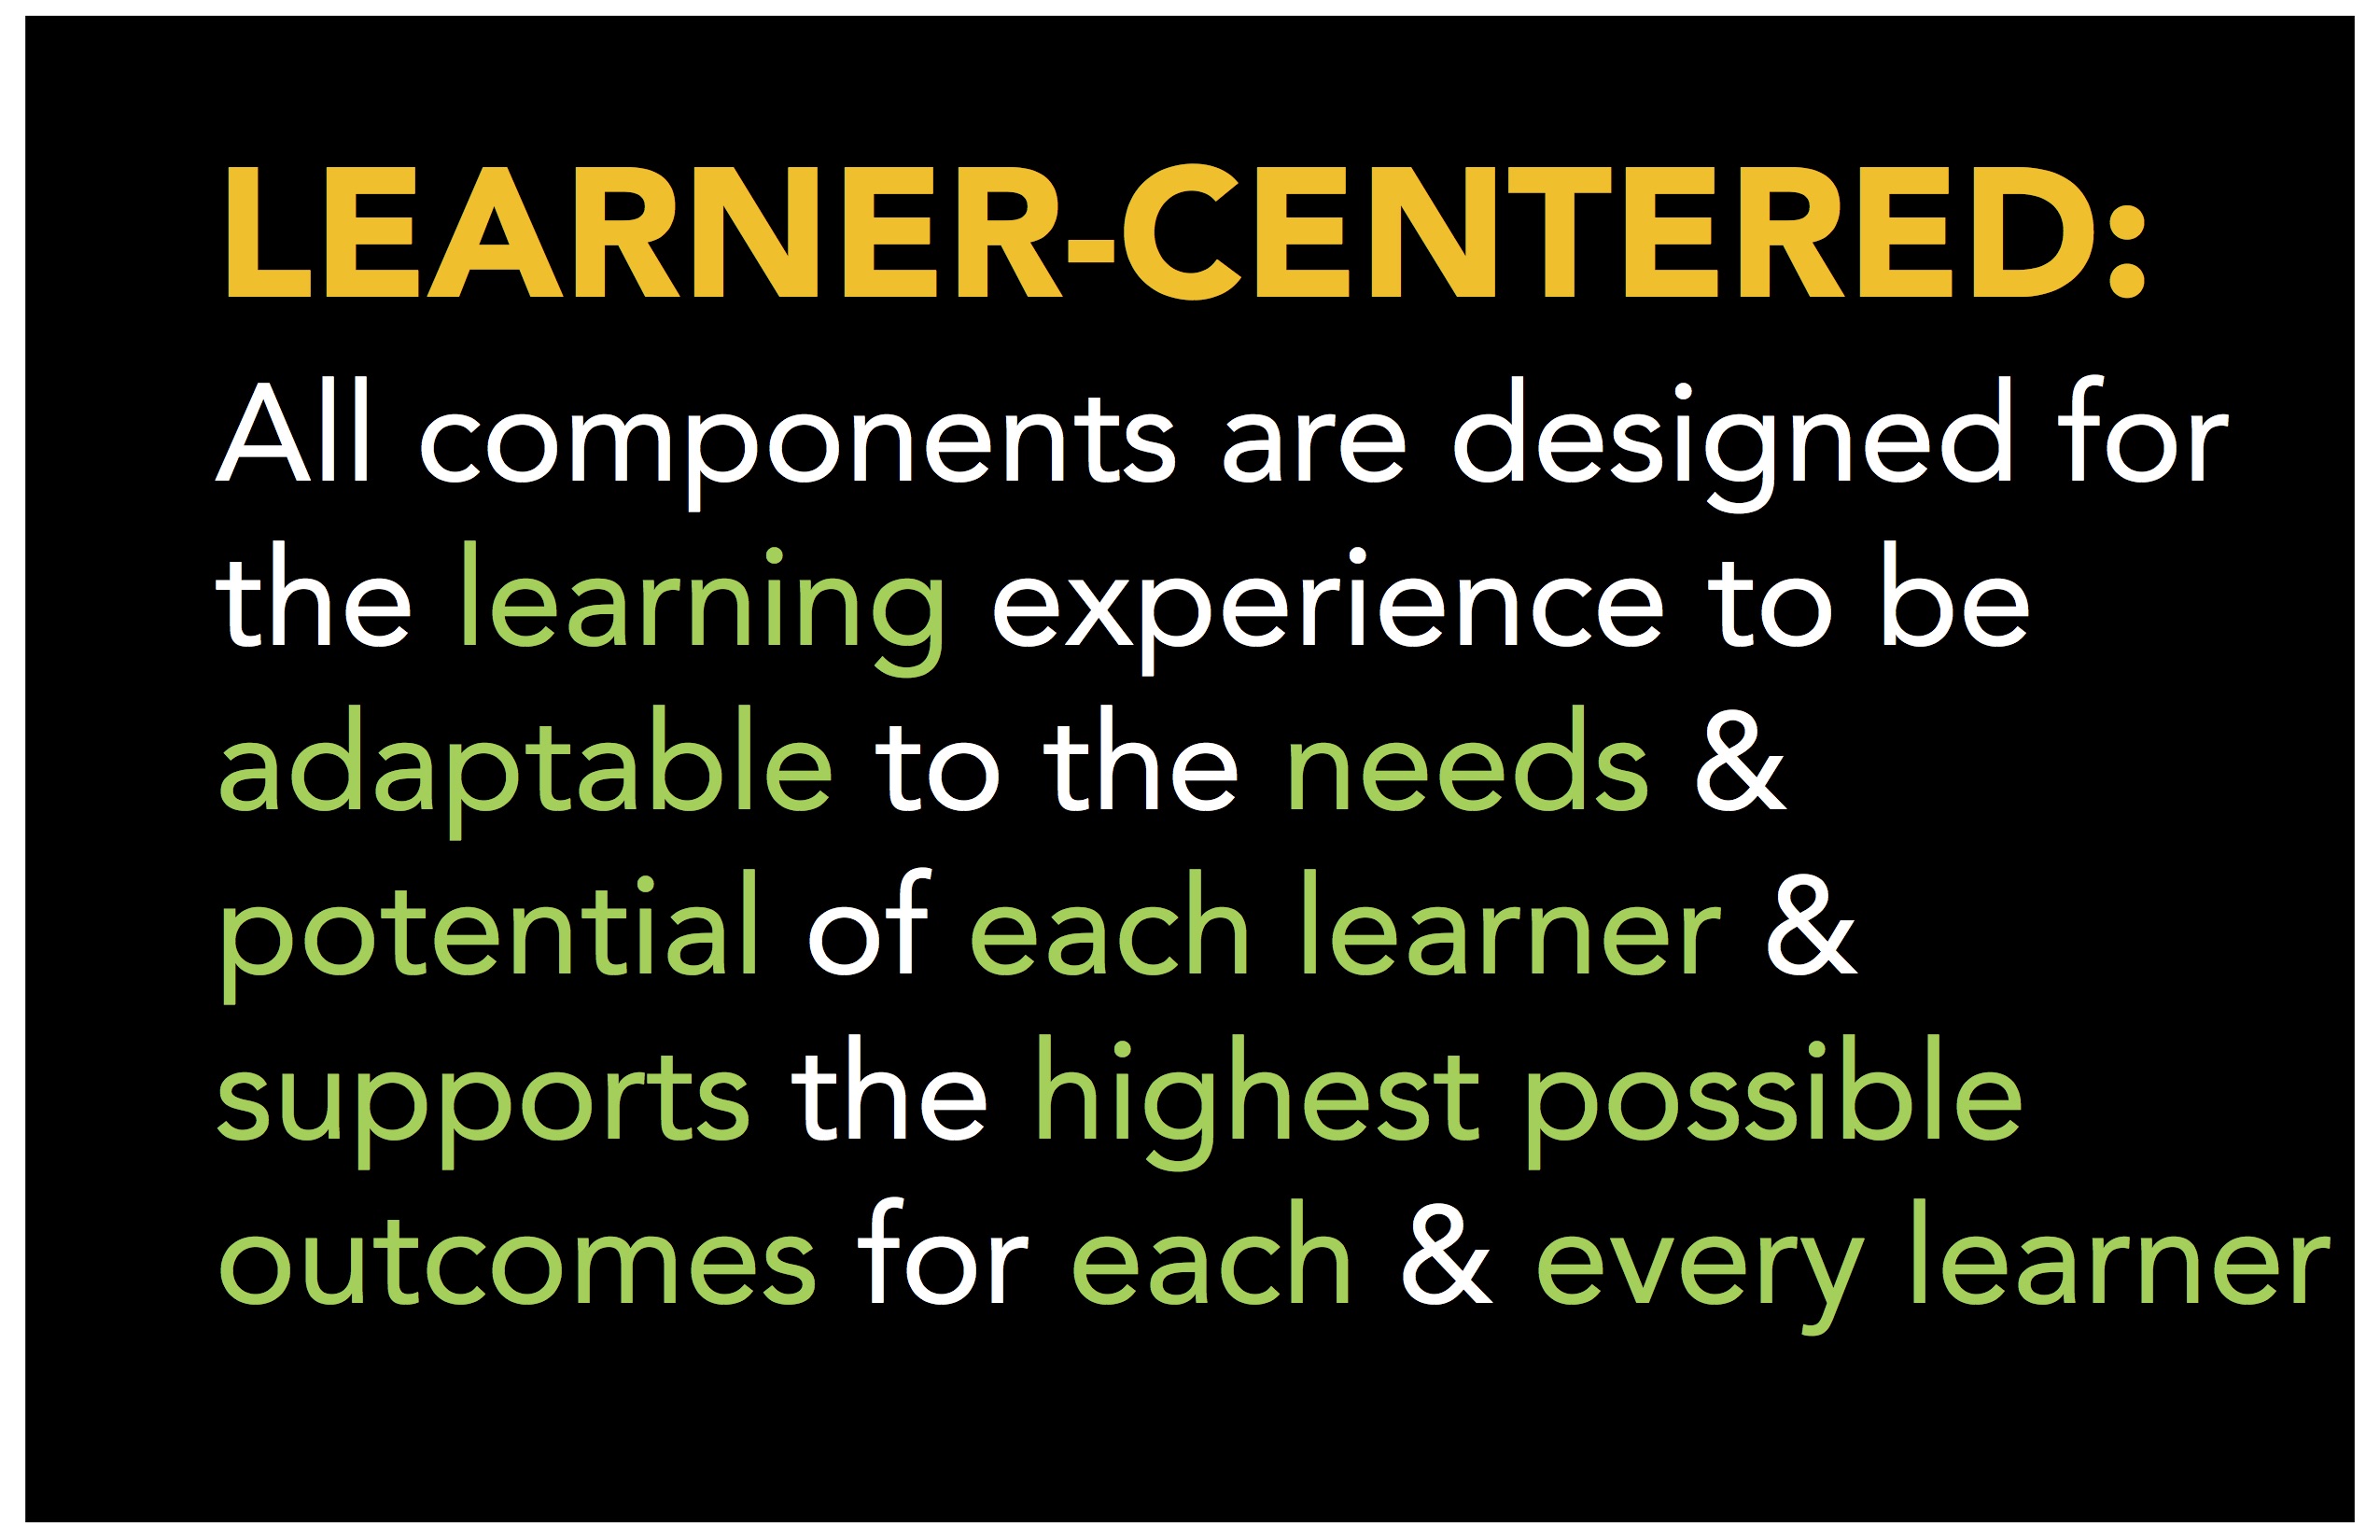 LEARNER-CENTERED:
All components are designed for
the learning experience to be
adaptable to the needs &
potential of each learner &
supports the highest possible
outcomes for each & every learner